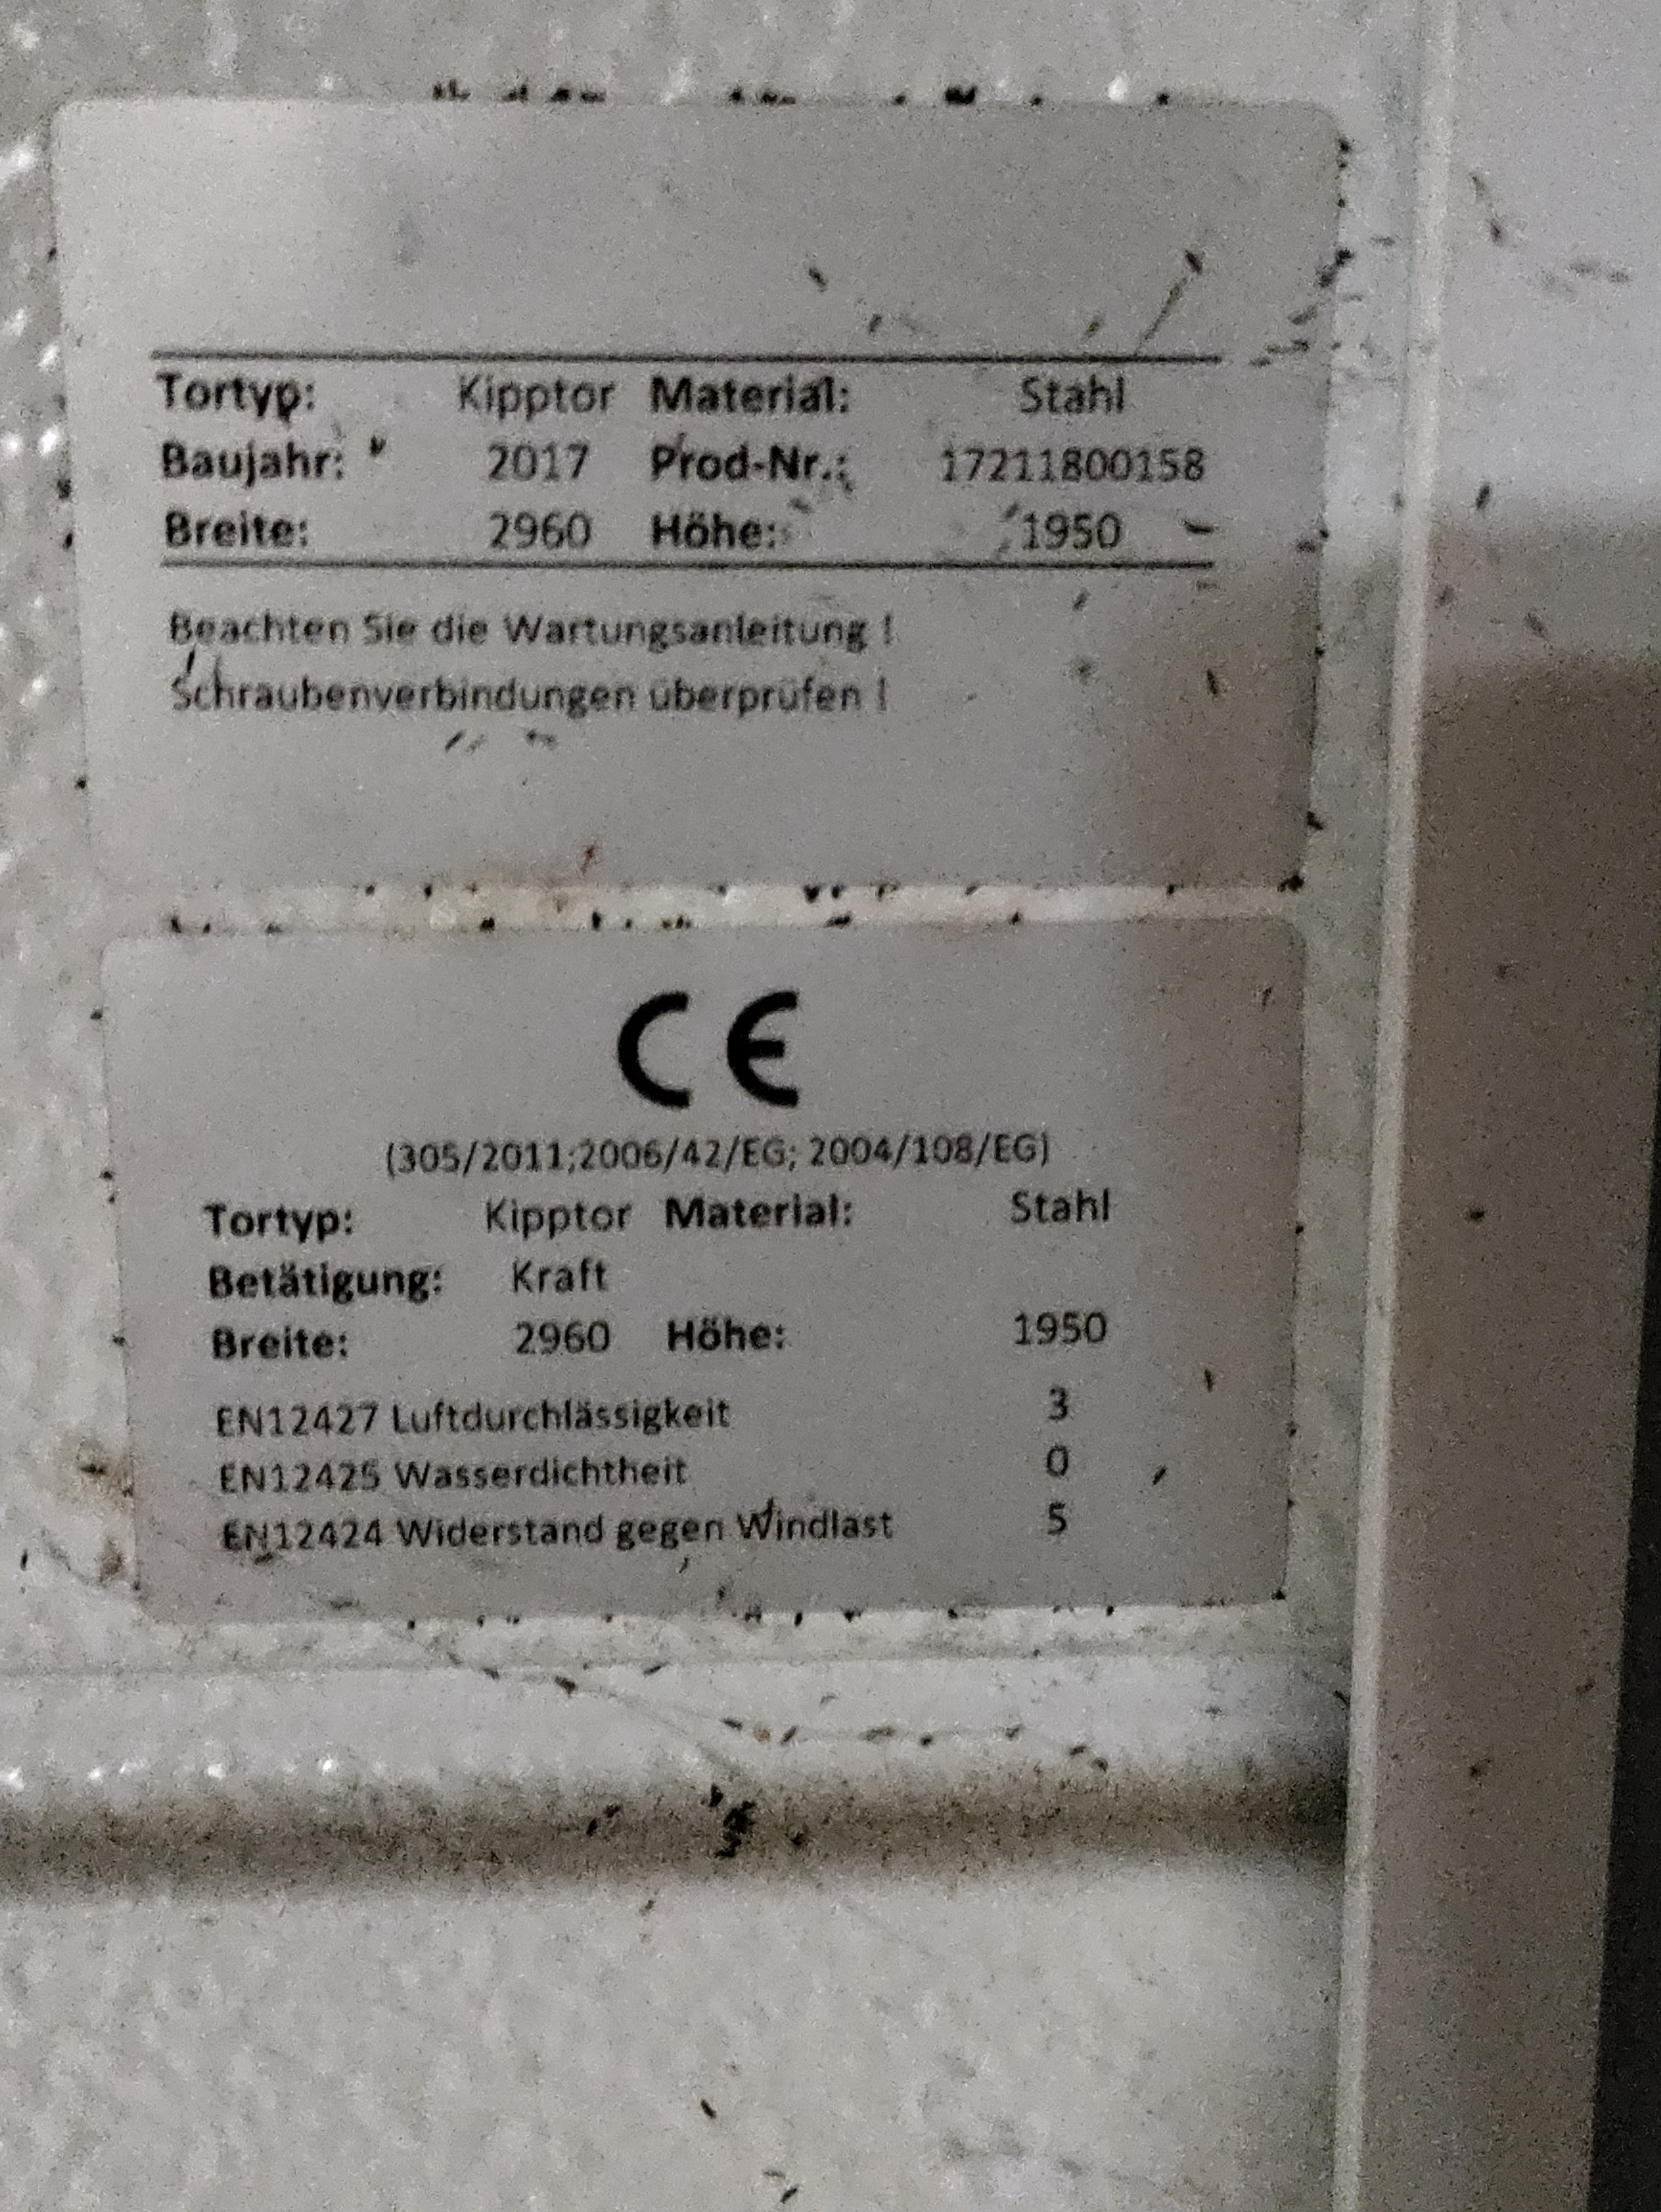 Tortyp: Kipptor Material: Stahl
Baujahr: 2017 Prod-Nr.: 17211800158
Breite: 2960 Höhe: 1950
Beachten Sie die Wartungsanleitung !
Schraubenverbindungen überprüfen !
CE
(305/2011;2006/42/EG; 2004/108/EG)
Tortyp: Kipptor Material: Stahl
Betätigung: Kraft
Breite: 2960 Höhe: 1950
EN12427 Luftdurchlässigkeit 3
EN12425 Wasserdichtheit 0
EN12424 Widerstand gegen Windlast 5